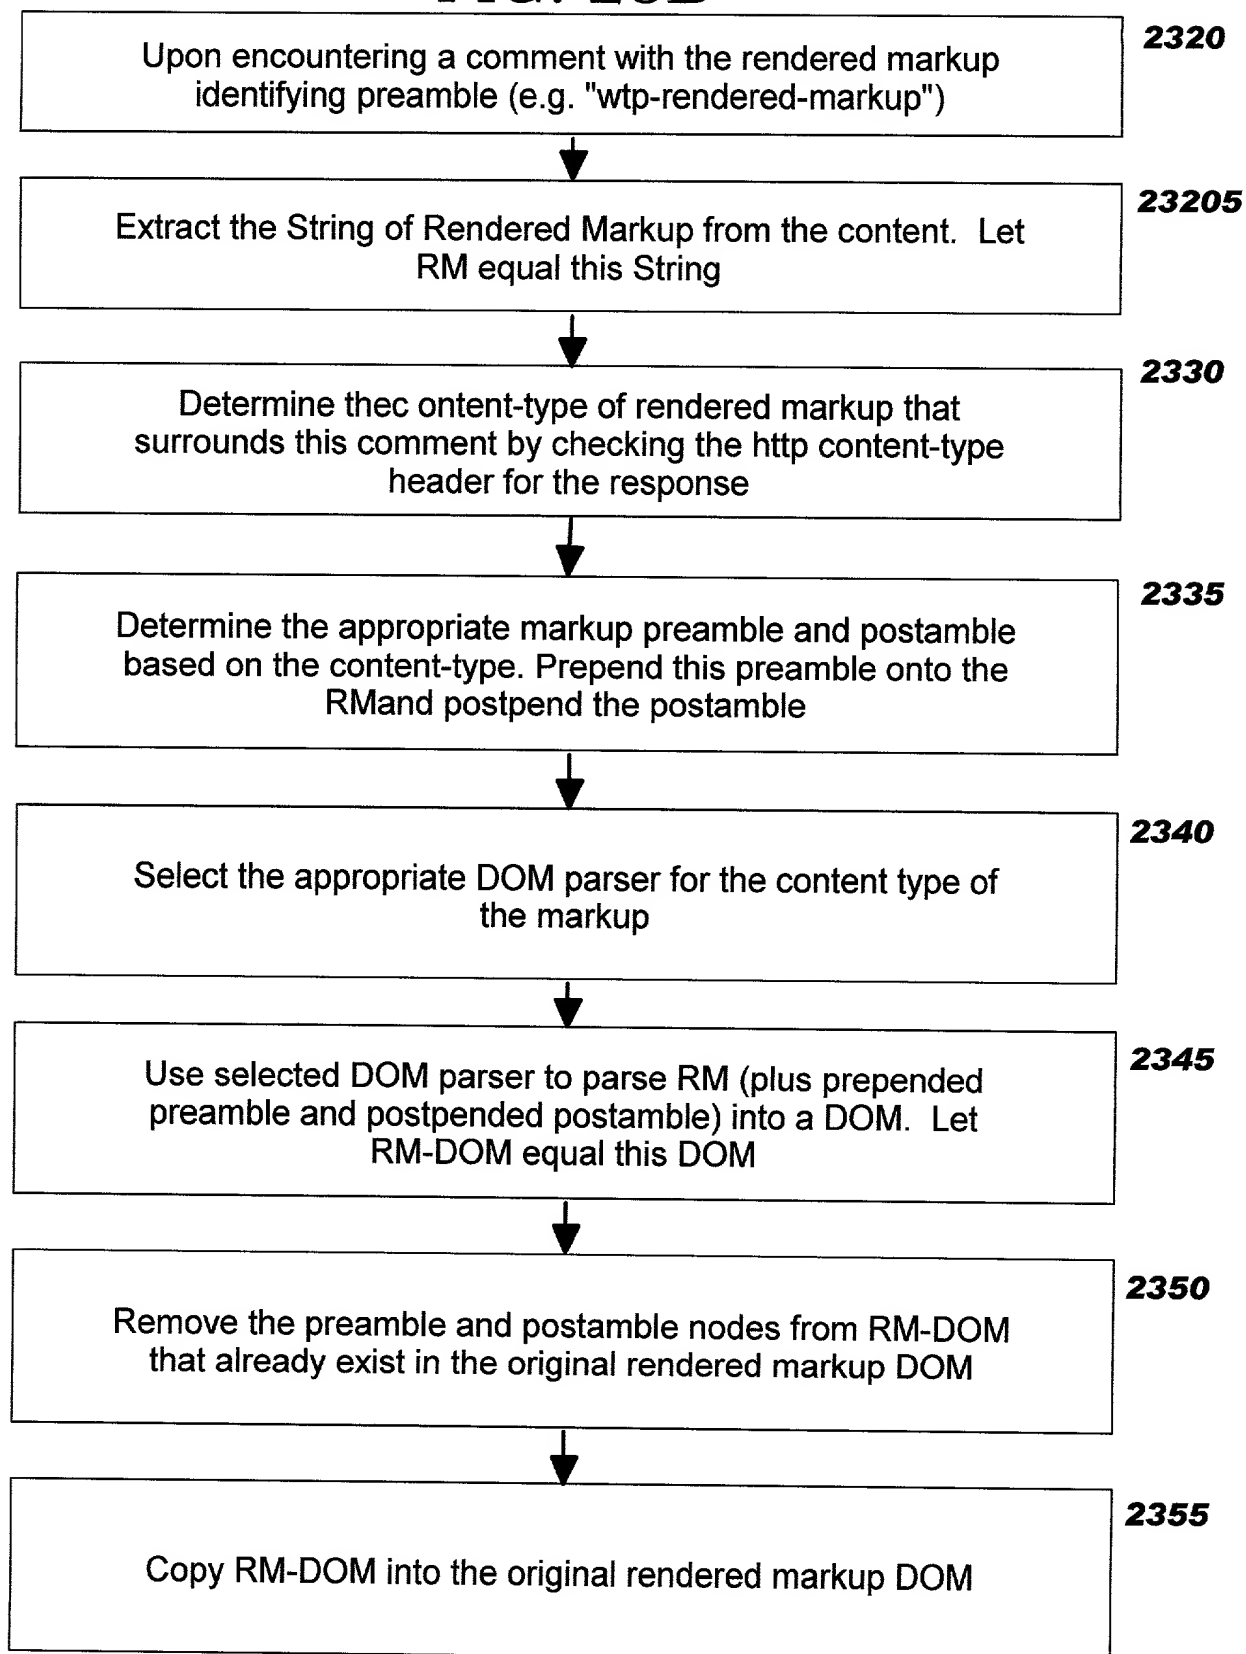 2320
Upon encountering a comment with the rendered markup
identifying preamble (e.g. "wtp-rendered-markup")
23205
Extract the String of Rendered Markup from the content. Let
RM equal this String
2330
Determine thec ontent-type of rendered markup that
surrounds this comment by checking the http content-type
header for the response
2335
Determine the appropriate markup preamble and postamble
based on the content-type. Prepend this preamble onto the
RMand postpend the postamble
2340
Select the appropriate DOM parser for the content type of
the markup
2345
Use selected DOM parser to parse RM (plus prepended
preamble and postpended postamble) into a DOM. Let
RM-DOM equal this DOM
2350
Remove the preamble and postamble nodes from RM-DOM
that already exist in the original rendered markup DOM
2355
Copy RM-DOM into the original rendered markup DOM